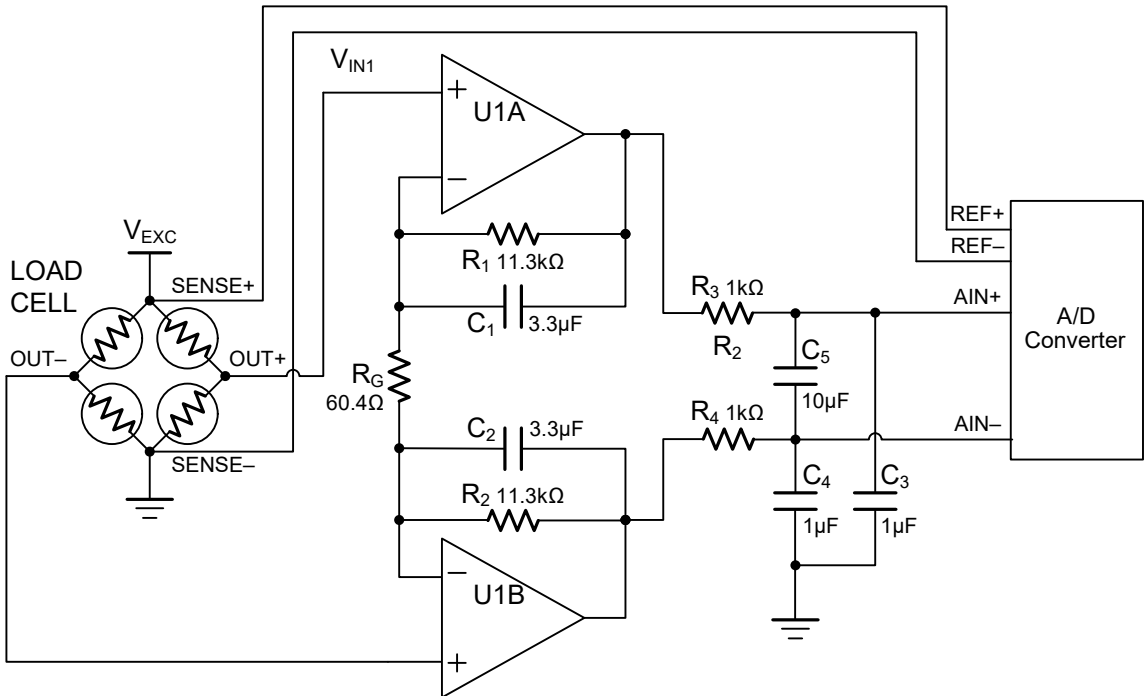 V_IN1
+
U1A
−
REF+
REF–
V_EXC
LOAD
CELL
SENSE+
R₁ 11.3kΩ
R₃ 1kΩ
AIN+
A/D
Converter
C₁ 3.3µF
R₂
OUT–
OUT+
C₅
R_G
60.4Ω
10µF
R₄ 1kΩ
AIN–
C₂ 3.3µF
SENSE–
C₄
C₃
R₂ 11.3kΩ
1µF
1µF
−
U1B
+